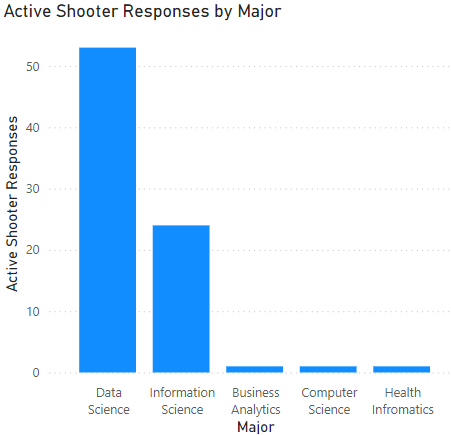 Active Shooter Responses by Major
Active Shooter Responses
50
40
30
20
10
0
Data
Science
Information
Science
Business
Analytics
Computer
Science
Health
Infromatics
Major